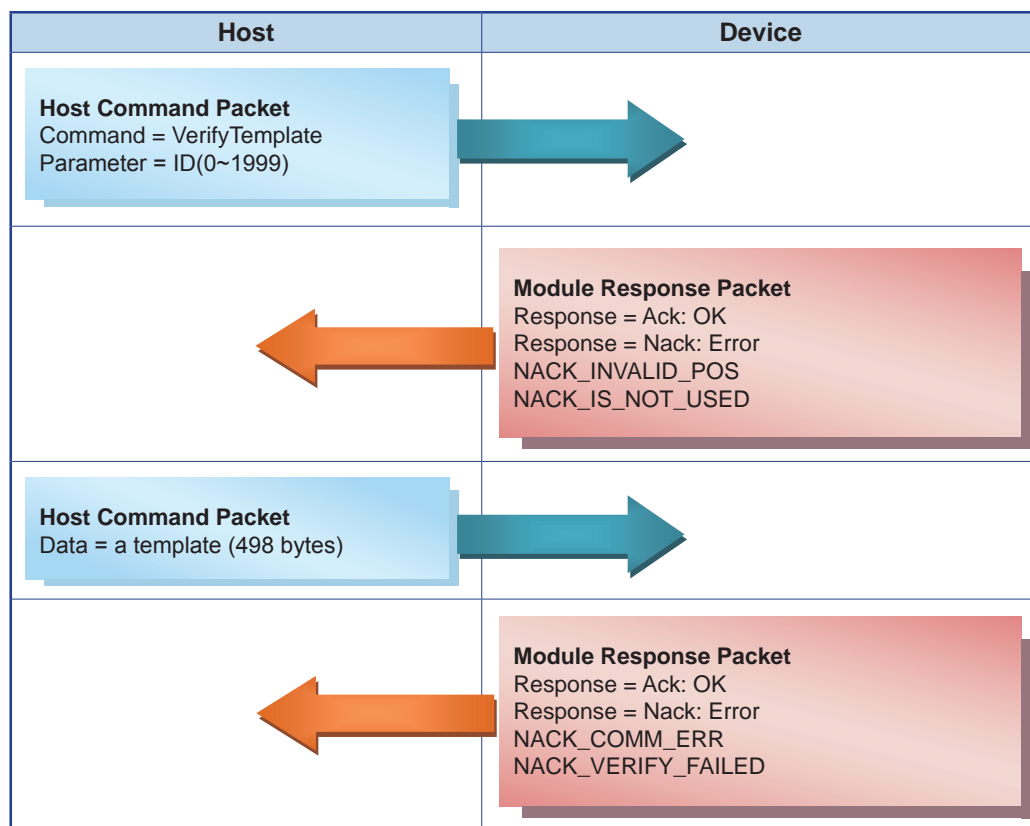 Host
Device
Host Command Packet
Command = VerifyTemplate
Parameter = ID(0~1999)
Module Response Packet
Response = Ack: OK
Response = Nack: Error
NACK_INVALID_POS
NACK_IS_NOT_USED
Host Command Packet
Data = a template (498 bytes)
Module Response Packet
Response = Ack: OK
Response = Nack: Error
NACK_COMM_ERR
NACK_VERIFY_FAILED